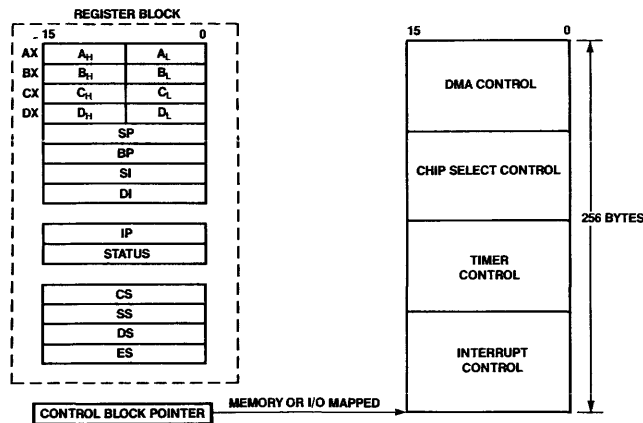 REGISTER BLOCK
15 0
AX AH AL
BX BH BL
CX CH CL
DX DH DL
SP
BP
SI
DI
IP
STATUS
CS
SS
DS
ES
CONTROL BLOCK POINTER
MEMORY OR I/O MAPPED
15 0
DMA CONTROL
CHIP SELECT CONTROL
TIMER
CONTROL
INTERRUPT
CONTROL
256 BYTES